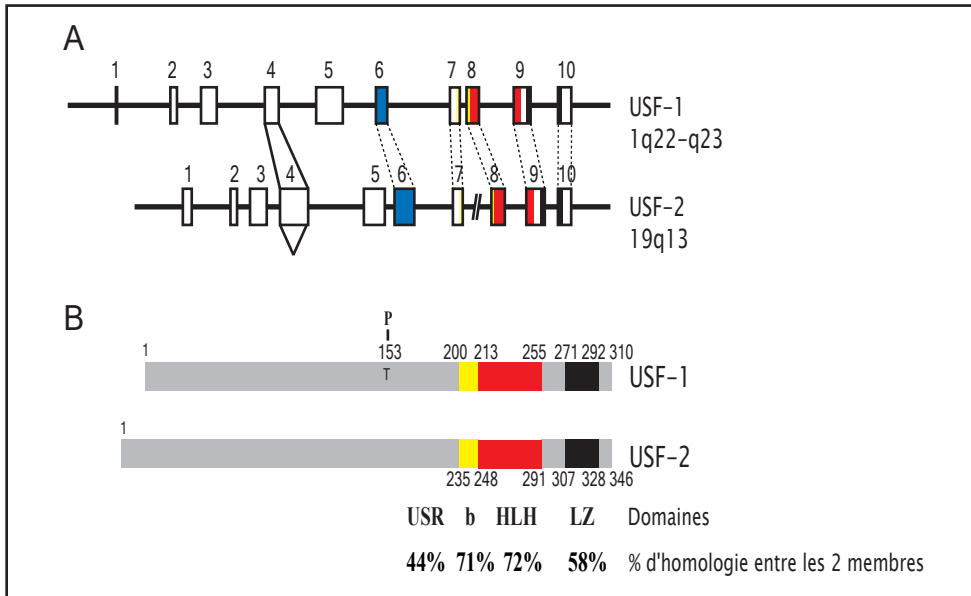 A
1 2 3 4 5 6 7 8 9 10
USF-1
1q22-q23
1 2 3 4 5 6 7 8 9 10
USF-2
19q13
B
P
1 153 200 213 255 271 292 310
T
USF-1
1
USF-2
235 248 291 307 328 346
USR b HLH LZ Domaines
44% 71% 72% 58% % d'homologie entre les 2 membres